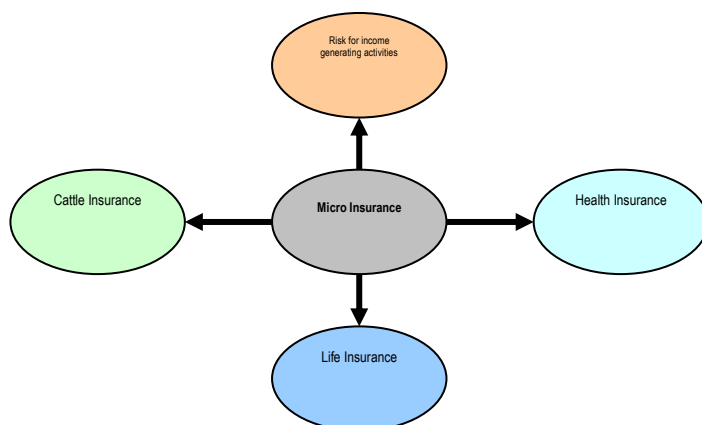 Risk for income
generating activities
Cattle Insurance
Micro Insurance
Health Insurance
Life Insurance